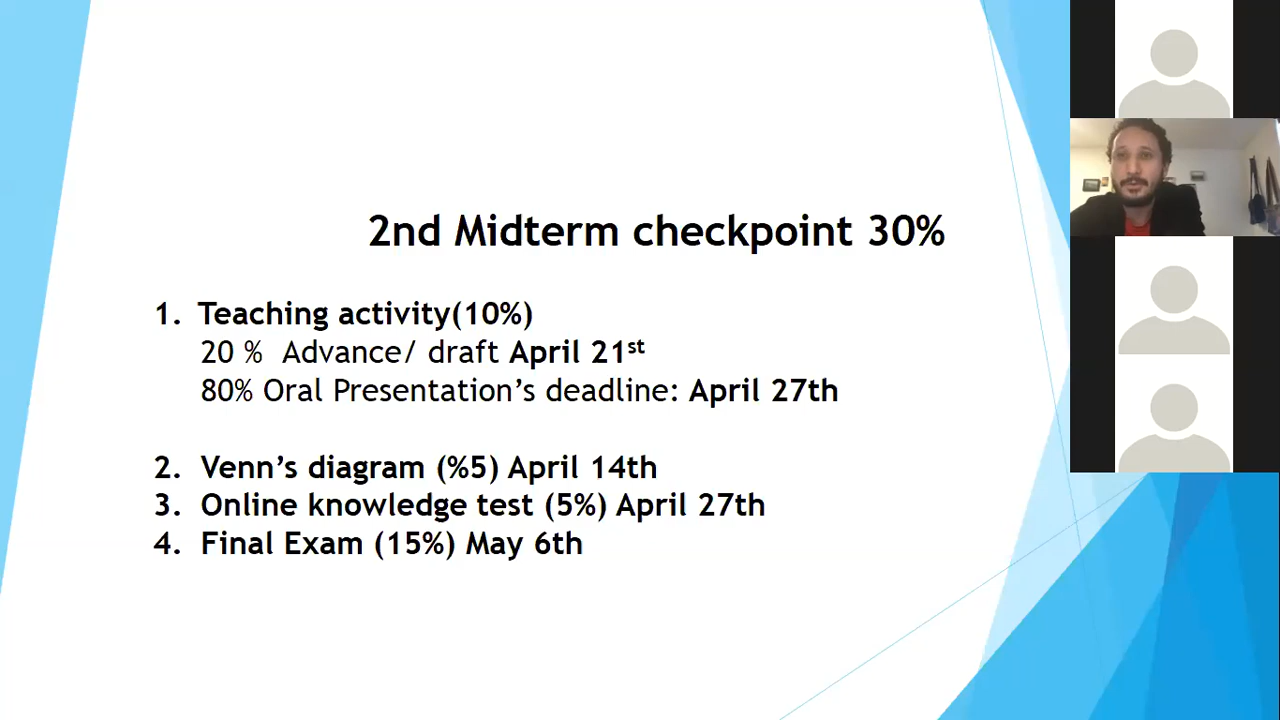 2nd Midterm checkpoint 30%
1. Teaching activity(10%)
20 % Advance/ draft April 21st
80% Oral Presentation’s deadline: April 27th
2. Venn’s diagram (%5) April 14th
3. Online knowledge test (5%) April 27th
4. Final Exam (15%) May 6th